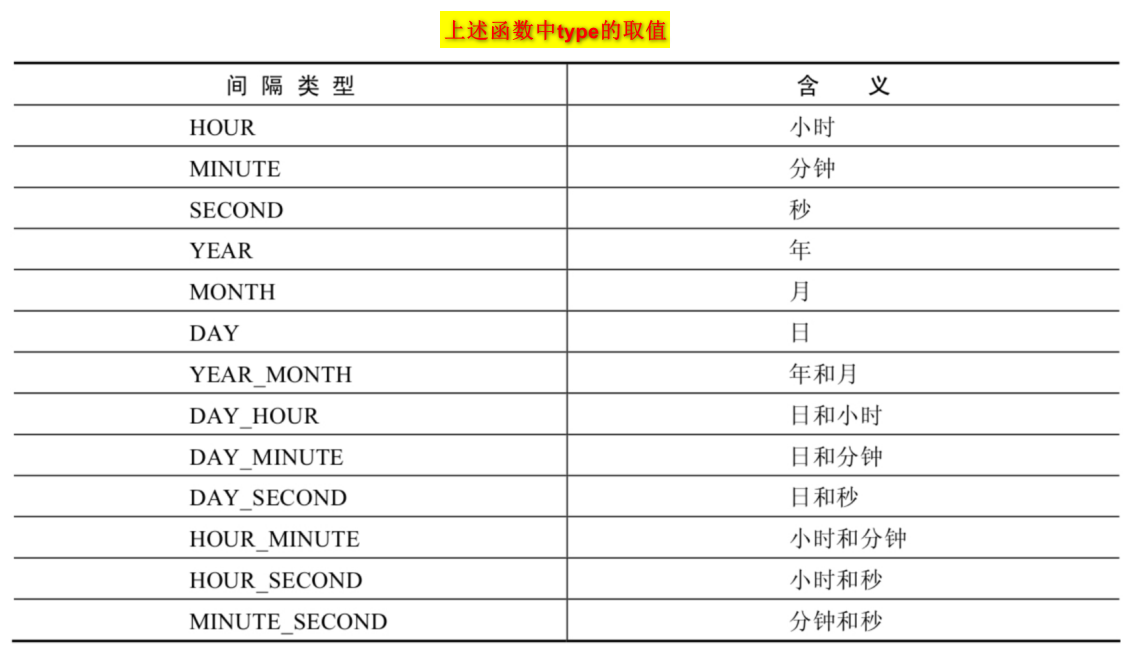 上述函数中type的取值
间隔类型 含义
HOUR 小时
MINUTE 分钟
SECOND 秒
YEAR 年
MONTH 月
DAY 日
YEAR_MONTH 年和月
DAY_HOUR 日和小时
DAY_MINUTE 日和分钟
DAY_SECOND 日和秒
HOUR_MINUTE 小时和分钟
HOUR_SECOND 小时和秒
MINUTE_SECOND 分钟和秒